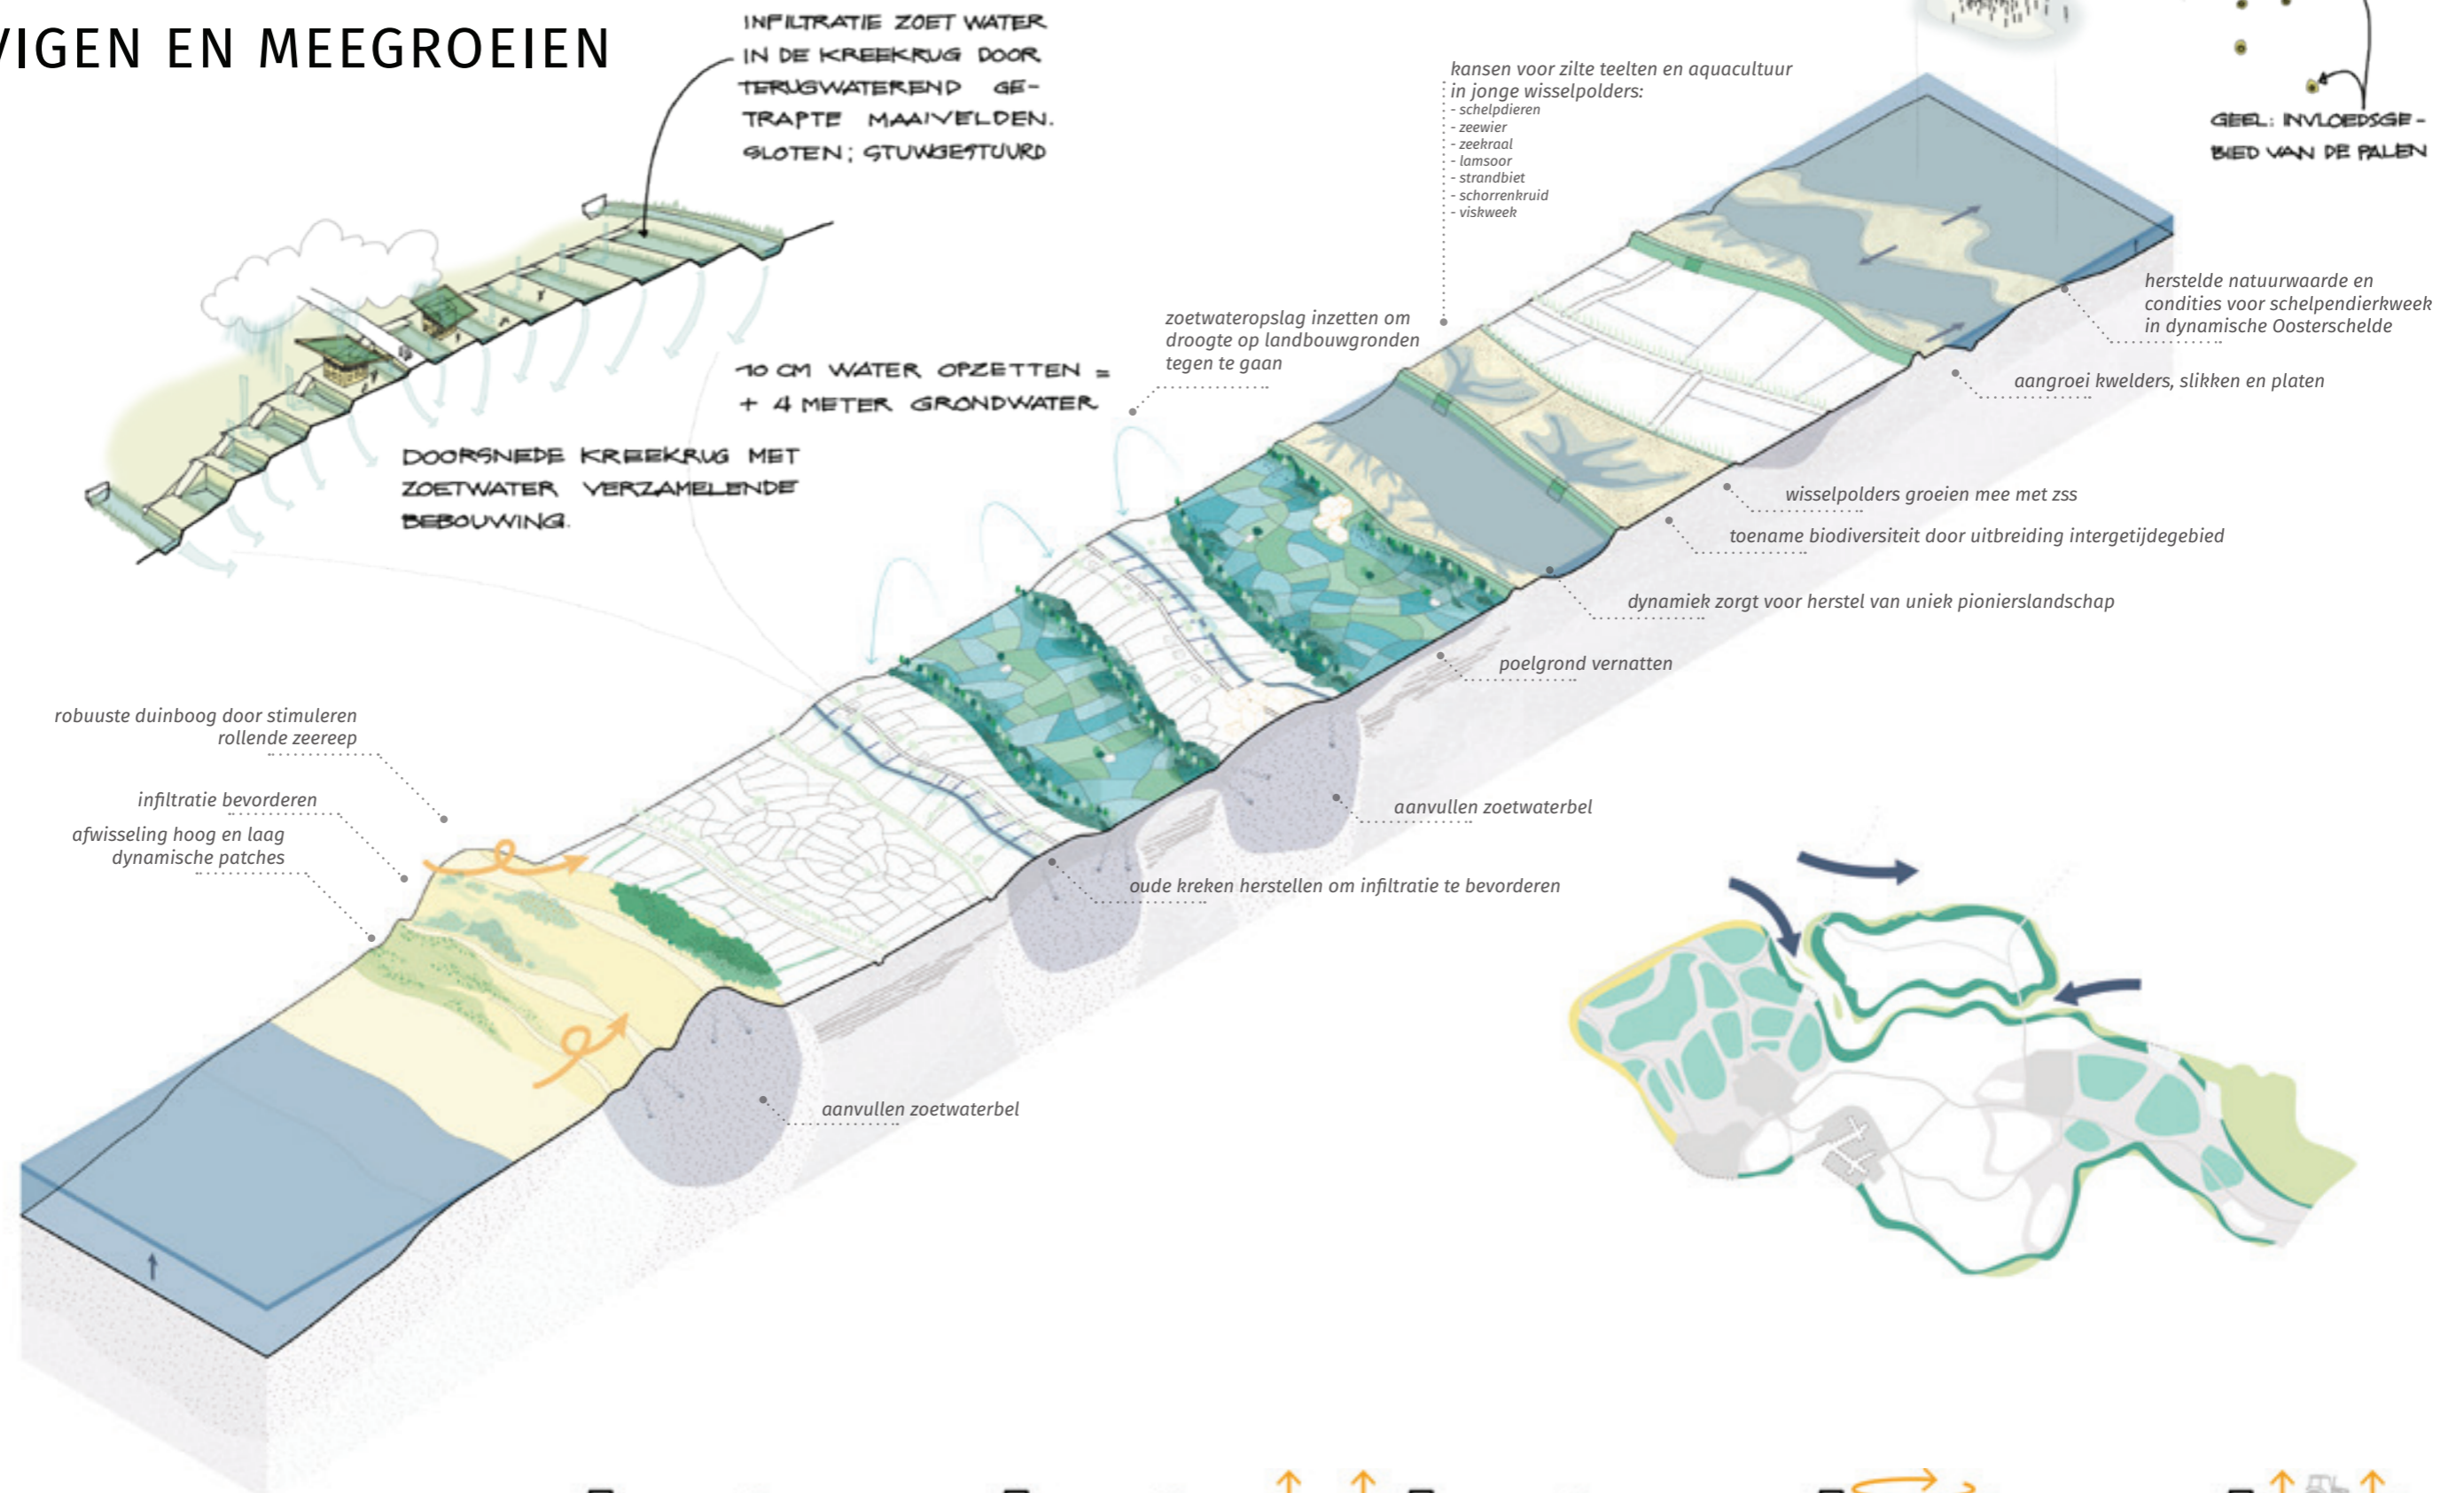 VIGEN EN MEEGROEIEN
INFILTRATIE ZOET WATER
IN DE KREEKRUG DOOR
TERUGWATEREND GE-
TRAPTE MAAIVELDEN.
SLOTEN; STUWGESTUURD
10 CM WATER OPZETTEN =
+ 4 METER GRONDWATER
DOORSNEDE KREEKRUG MET
ZOETWATER VERZAMELENDE
BEBOUWING.
kansen voor zilte teelten en aquacultuur
in jonge wisselpolders:
- schelpdieren
- zeewier
- zeekraal
- lamsoor
- strandbiet
- schorrenkruid
- viskweek
GEEL: INVLOEDSGE-
BIED VAN DE PALEN
zoetwateropslag inzetten om
droogte op landbouwgronden
tegen te gaan
herstelde natuurwaarde en
condities voor schelpendierkweek
in dynamische Oosterschelde
aangroei kwelders, slikken en platen
wisselpolders groeien mee met zss
toename biodiversiteit door uitbreiding intergetijdegebied
dynamiek zorgt voor herstel van uniek pionierslandschap
poelgrond vernatten
aanvullen zoetwaterbel
oude kreken herstellen om infiltratie te bevorderen
robuuste duinboog door stimuleren
rollende zeereep
infiltratie bevorderen
afwisseling hoog en laag
dynamische patches
aanvullen zoetwaterbel